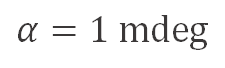 α = 1 mdeg